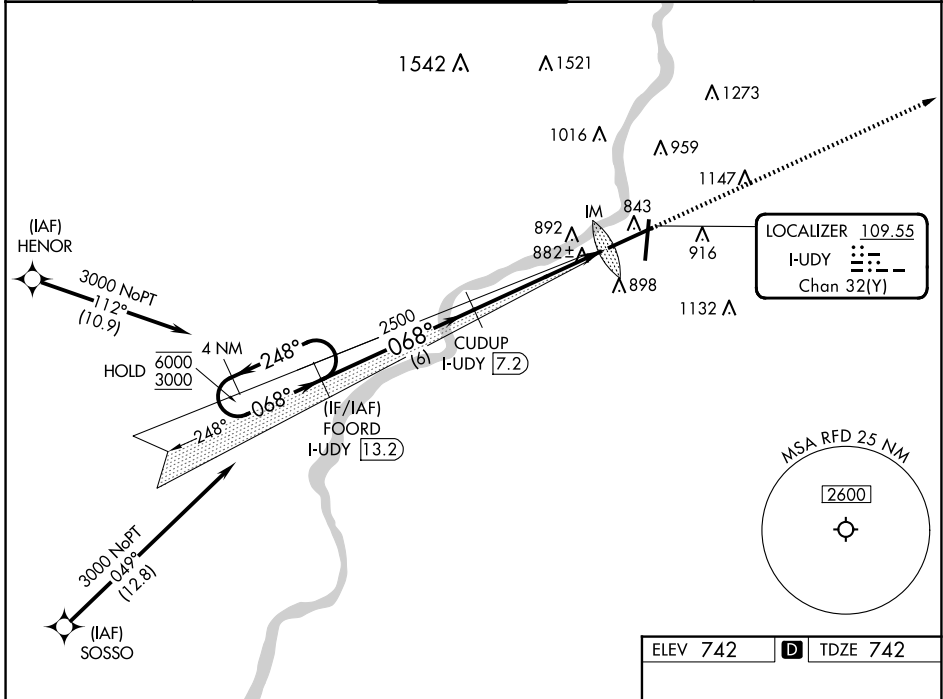 1542
1521
1273
1016
959
1147
IM
843
892
882±
916
898
1132
LOCALIZER 109.55
I-UDY
Chan 32(Y)
(IAF)
HENOR
3000 NoPT
112°
(10.9)
HOLD
6000
3000
4 NM
248°
068°
248°
2500
068°
(6)
CUDUP
I-UDY 7.2
(IF/IAF)
FOORD
I-UDY 13.2
3000 NoPT
049°
(12.8)
(IAF)
SOSSO
MSA RFD 25 NM
2600
ELEV 742 D TDZE 742